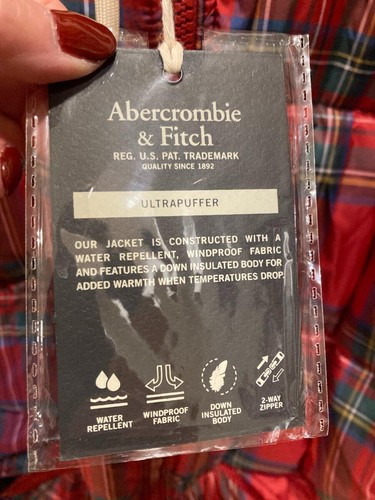 Abercrombie
& Fitch
REG. U.S. PAT. TRADEMARK
QUALITY SINCE 1892
ULTRAPUFFER
OUR JACKET IS CONSTRUCTED WITH A
WATER REPELLENT, WINDPROOF FABRIC
AND FEATURES A DOWN INSULATED BODY FOR
ADDED WARMTH WHEN TEMPERATURES DROP.
WATER
REPELLENT
WINDPROOF
FABRIC
DOWN
INSULATED
BODY
2-WAY
ZIPPER